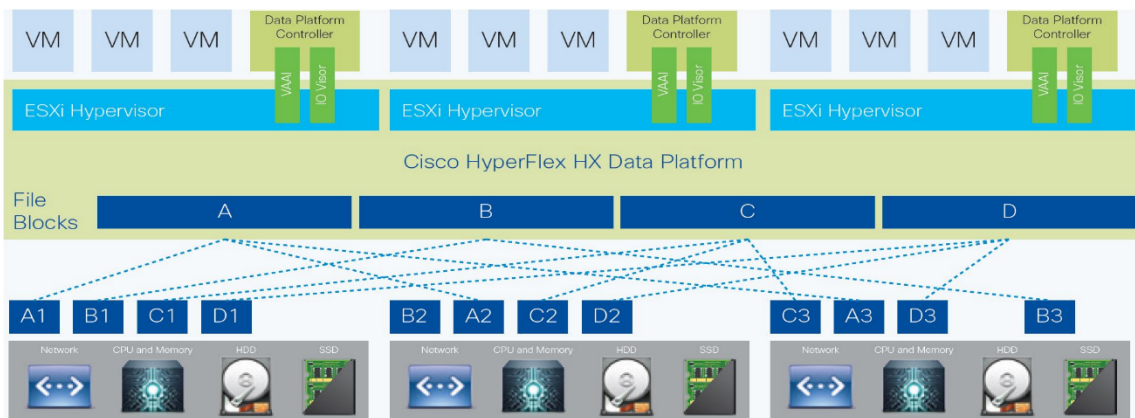 VM VM VM Data Platform Controller VM VM VM Data Platform Controller VM VM VM Data Platform Controller
VAAI IO Visor VAAI IO Visor VAAI IO Visor
ESXi Hypervisor ESXi Hypervisor ESXi Hypervisor
Cisco HyperFlex HX Data Platform
File Blocks A B C D
A1 B1 C1 D1 B2 A2 C2 D2 C3 A3 D3 B3
Network CPU and Memory HDD SSD Network CPU and Memory HDD SSD Network CPU and Memory HDD SSD